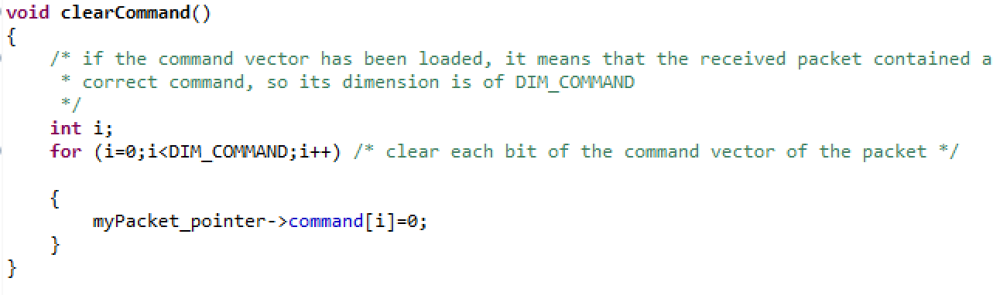 void clearCommand()
{
    /* if the command vector has been loaded, it means that the received packet contained a
     * correct command, so its dimension is of DIM_COMMAND
     */
    int i;
    for (i=0;i<DIM_COMMAND;i++) /* clear each bit of the command vector of the packet */
    {
        myPacket_pointer->command[i]=0;
    }
}